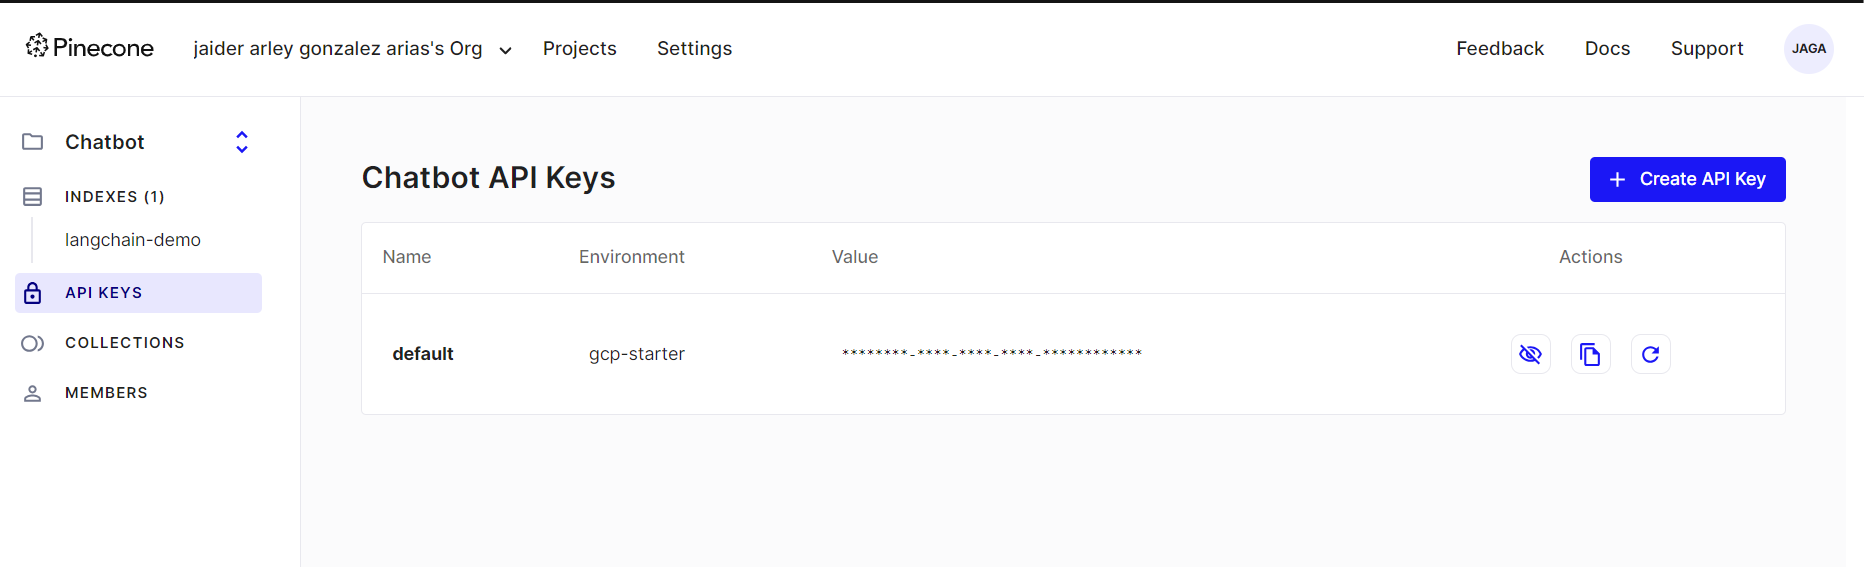 Pinecone jaider arley gonzalez arias's Org Projects Settings Feedback Docs Support JAGA
Chatbot
INDEXES (1)
langchain-demo
API KEYS
COLLECTIONS
MEMBERS
Chatbot API Keys
+ Create API Key
Name Environment Value Actions
default gcp-starter ********-****-****-****-************